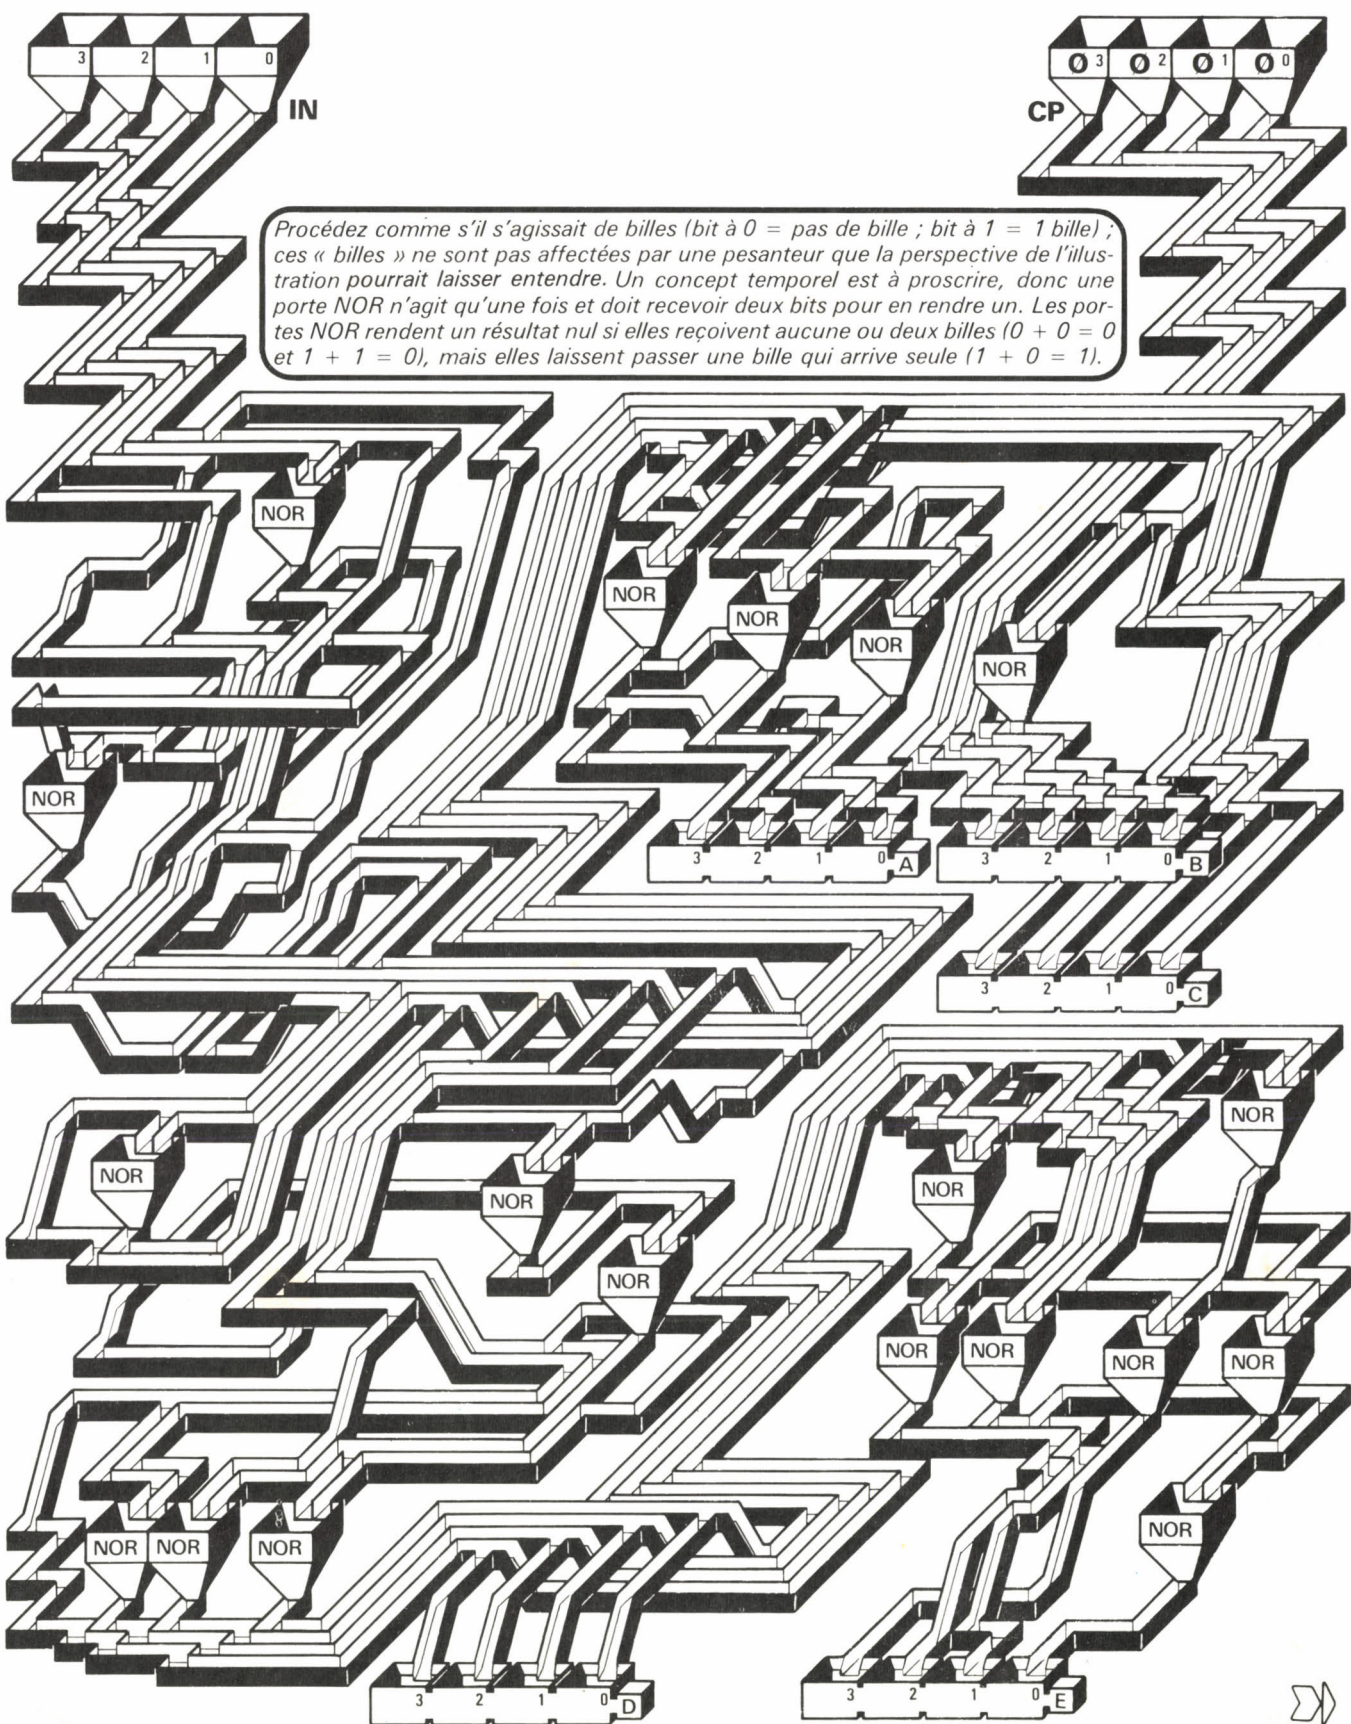 3 2 1 0
IN
Ø 3 Ø 2 Ø 1 Ø 0
CP
Procédez comme s'il s'agissait de billes (bit à 0 = pas de bille ; bit à 1 = 1 bille) ;
ces « billes » ne sont pas affectées par une pesanteur que la perspective de l'illus-
tration pourrait laisser entendre. Un concept temporel est à proscrire, donc une
porte NOR n'agit qu'une fois et doit recevoir deux bits pour en rendre un. Les por-
tes NOR rendent un résultat nul si elles reçoivent aucune ou deux billes (0 + 0 = 0
et 1 + 1 = 0), mais elles laissent passer une bille qui arrive seule (1 + 0 = 1).
NOR
NOR
NOR
NOR
NOR
NOR
3 2 1 0 A
3 2 1 0 B
3 2 1 0 C
NOR
NOR
NOR
NOR
NOR
NOR
NOR
NOR
NOR
NOR
NOR
NOR
NOR
3 2 1 0 D
3 2 1 0 E